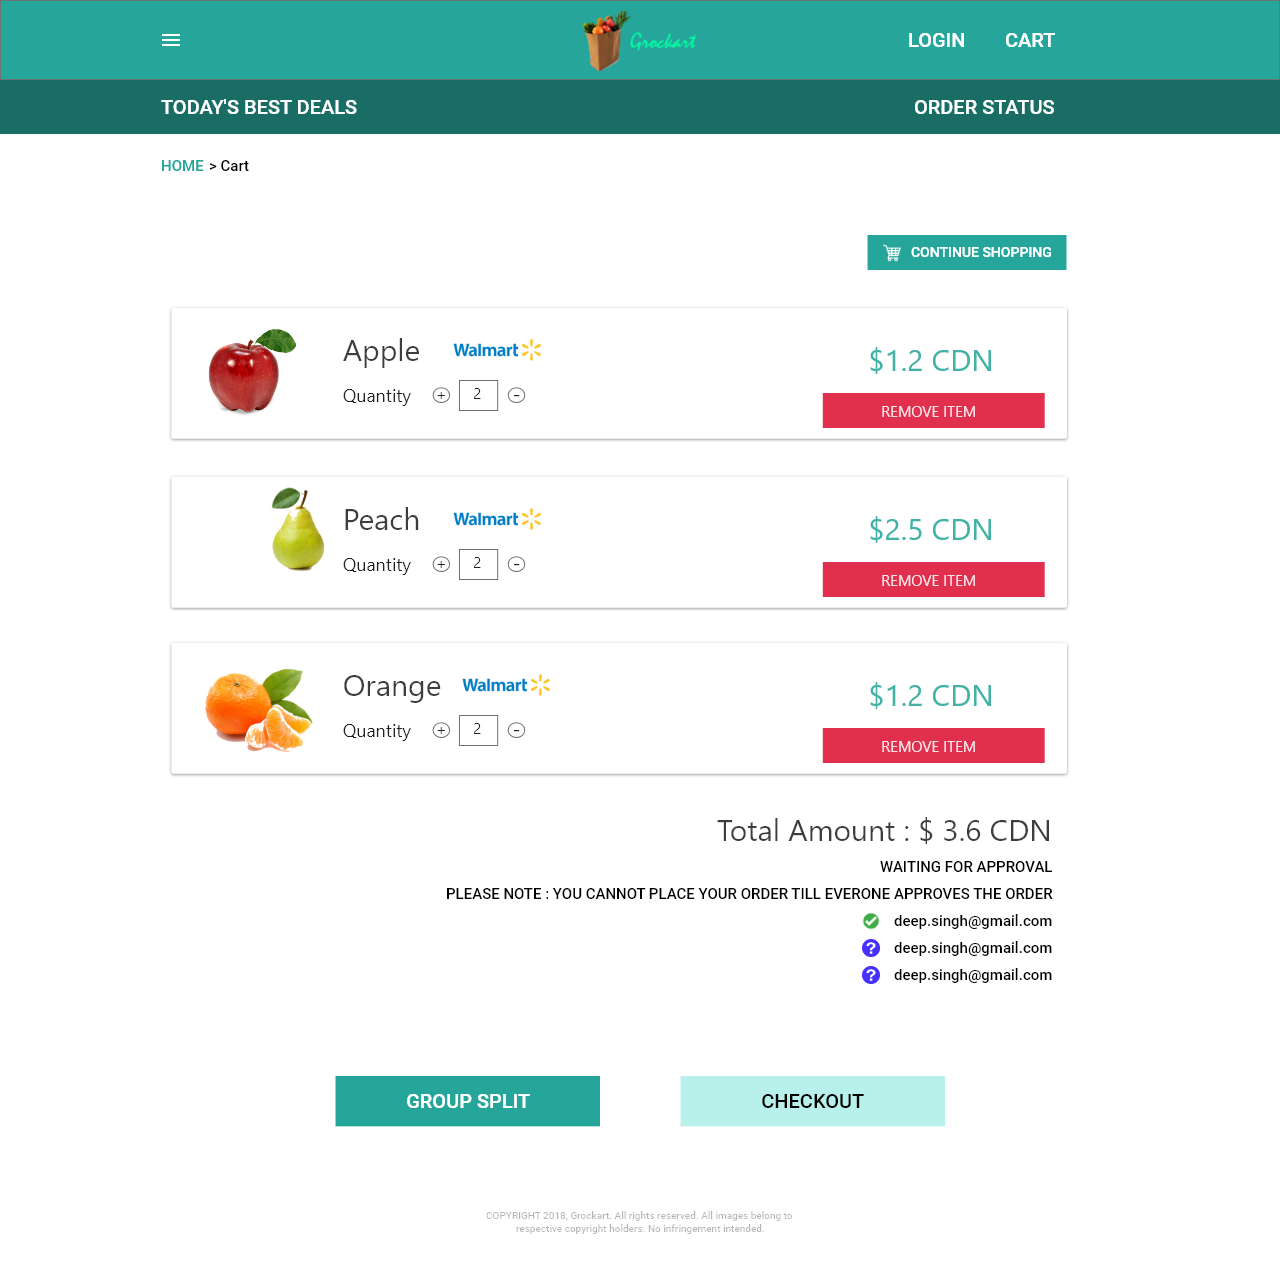 Grockart
LOGIN CART
TODAY'S BEST DEALS ORDER STATUS
HOME > Cart
CONTINUE SHOPPING
Apple Walmart
$1.2 CDN
Quantity + 2 -
REMOVE ITEM
Peach Walmart
$2.5 CDN
Quantity + 2 -
REMOVE ITEM
Orange Walmart
$1.2 CDN
Quantity + 2 -
REMOVE ITEM
Total Amount : $ 3.6 CDN
WAITING FOR APPROVAL
PLEASE NOTE : YOU CANNOT PLACE YOUR ORDER TILL EVERONE APPROVES THE ORDER
deep.singh@gmail.com
? deep.singh@gmail.com
? deep.singh@gmail.com
GROUP SPLIT CHECKOUT
COPYRIGHT 2018, Grockart. All rights reserved. All images belong to
respective copyright holders. No infringement intended.